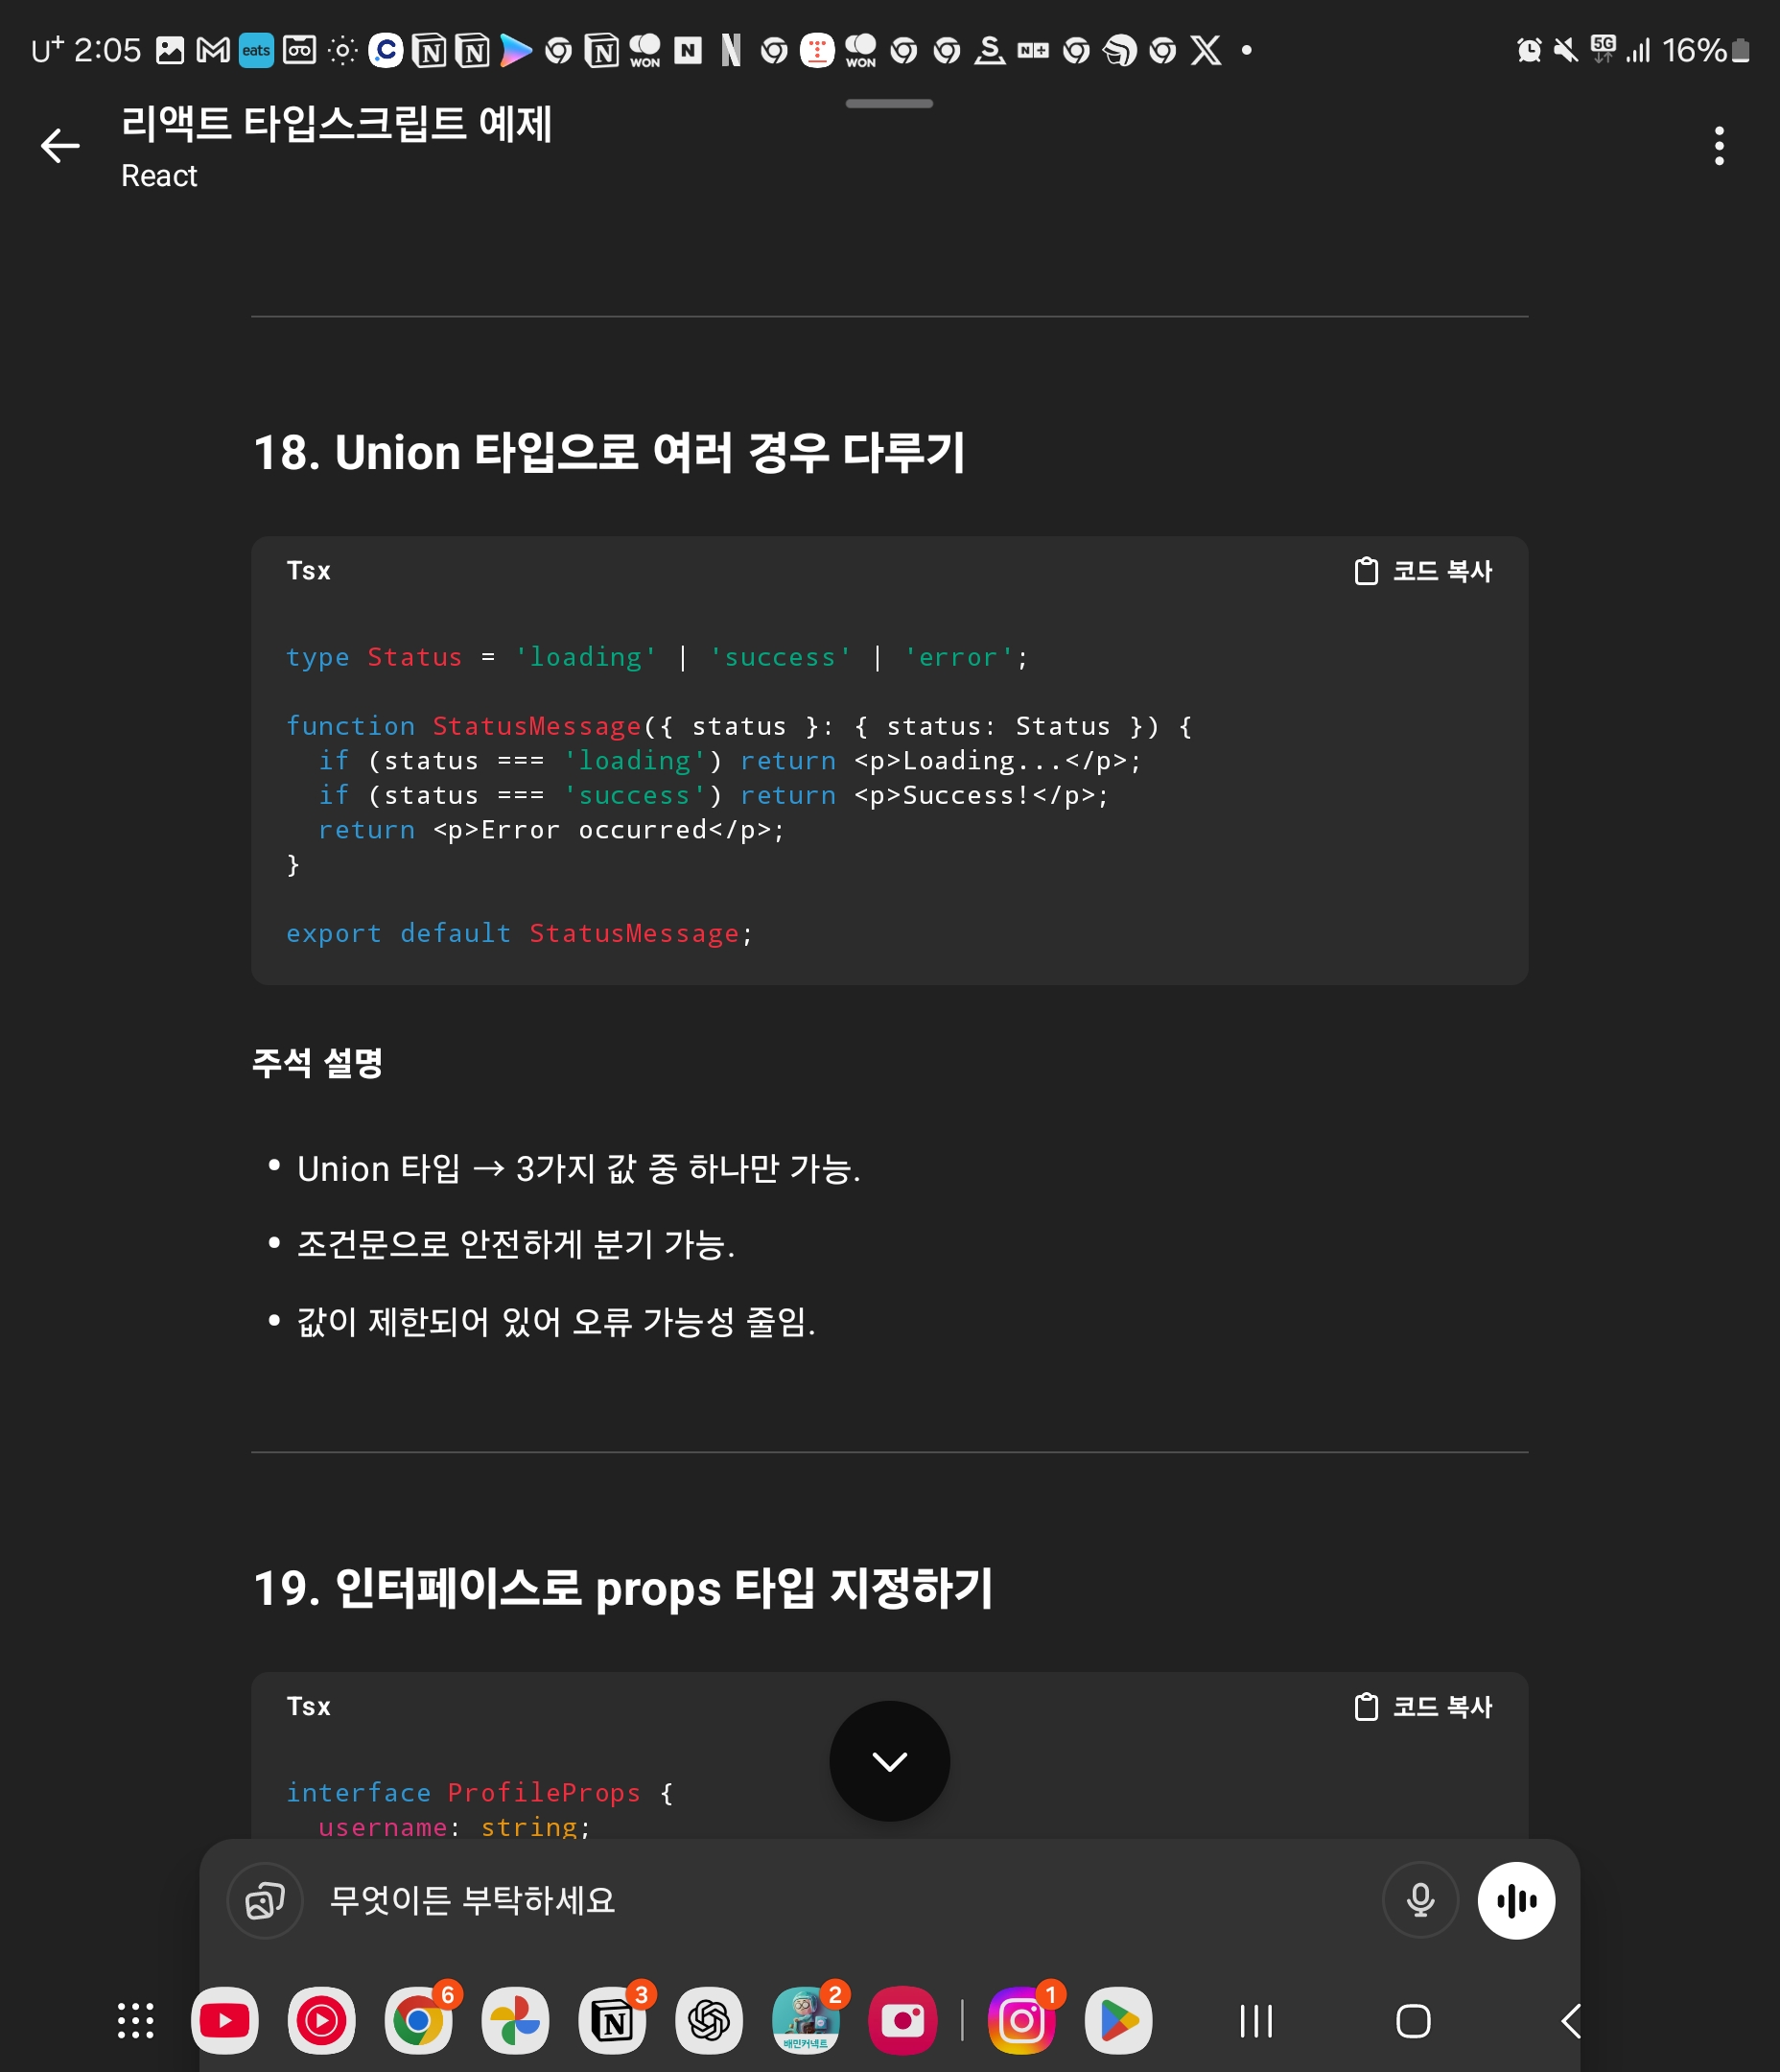 U+ 2:05 eats C N N N WON N N WON S N+ X 5G 16%
리액트 타입스크립트 예제
React
18. Union 타입으로 여러 경우 다루기
Tsx 코드 복사
type Status = 'loading' | 'success' | 'error';
function StatusMessage({ status }: { status: Status }) {
if (status === 'loading') return <p>Loading...</p>;
if (status === 'success') return <p>Success!</p>;
return <p>Error occurred</p>;
}
export default StatusMessage;
주석 설명
• Union 타입 → 3가지 값 중 하나만 가능.
• 조건문으로 안전하게 분기 가능.
• 값이 제한되어 있어 오류 가능성 줄임.
19. 인터페이스로 props 타입 지정하기
Tsx 코드 복사
interface ProfileProps {
username: string;
무엇이든 부탁하세요
6 3 2 1
N
배민커넥트